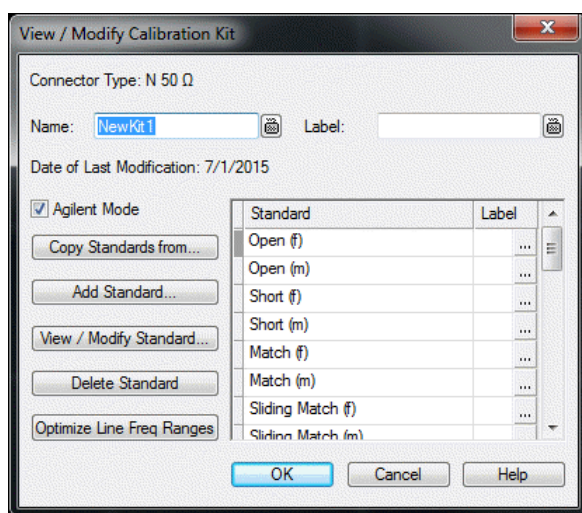 View / Modify Calibration Kit
Connector Type: N 50 Ω
Name: NewKit1 Label:
Date of Last Modification: 7/1/2015
Agilent Mode
Copy Standards from...
Add Standard...
View / Modify Standard...
Delete Standard
Optimize Line Freq Ranges
Standard Label
Open (f) ...
Open (m) ...
Short (f) ...
Short (m) ...
Match (f) ...
Match (m) ...
Sliding Match (f) ...
Sliding Match (m)
OK Cancel Help